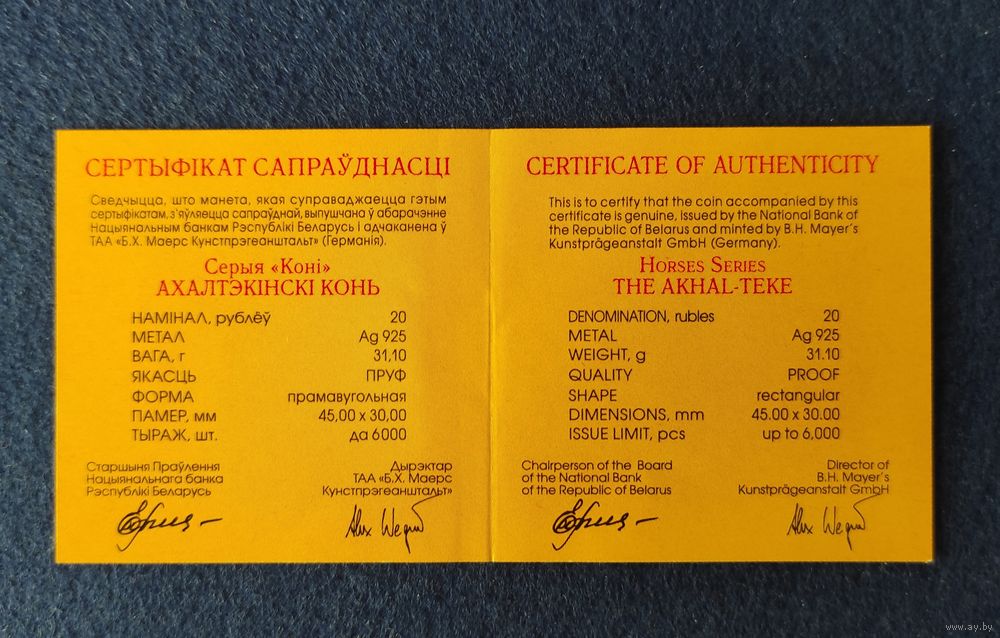 СЕРТЫФІКАТ САПРАЎДНАСЦІ
Сведчыцца, што манета, якая суправаджаецца гэтым
сертыфікатам, з'яўляецца сапраўднай, выпушчана ў абарачэнне
Нацыянальным банкам Рэспублікі Беларусь і адчаканена ў
ТАА «Б.Х. Маерс Кунстпрэгеанштальт» (Германія).
Серыя «Коні»
АХАЛТЭКІНСКІ КОНЬ
НАМІНАЛ, рублёў 20
МЕТАЛ Ag 925
ВАГА, г 31,10
ЯКАСЦЬ ПРУФ
ФОРМА прамавугольная
ПАМЕР, мм 45,00 x 30,00
ТЫРАЖ, шт. да 6000
Старшыня Праўлення
Нацыянальнага банка
Рэспублікі Беларусь
Дырэктар
ТАА «Б.Х. Маерс
Кунстпрэгеанштальт»
CERTIFICATE OF AUTHENTICITY
This is to certify that the coin accompanied by this
certificate is genuine, issued by the National Bank of
the Republic of Belarus and minted by B.H. Mayer's
Kunstprägeanstalt GmbH (Germany).
HORSES SERIES
THE AKHAL-TEKE
DENOMINATION, rubles 20
METAL Ag 925
WEIGHT, g 31.10
QUALITY PROOF
SHAPE rectangular
DIMENSIONS, mm 45.00 x 30.00
ISSUE LIMIT, pcs up to 6,000
Chairperson of the Board
of the National Bank
of the Republic of Belarus
Director of
B.H. Mayer's
Kunstprägeanstalt GmbH
www.ay.by